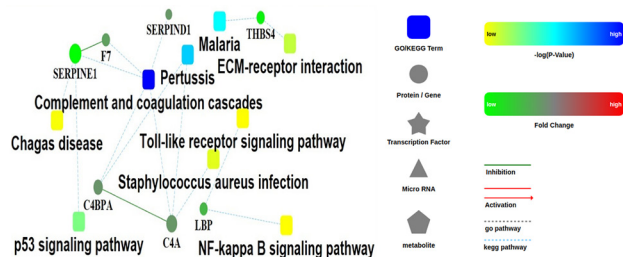 SERPIND1
Malaria
THBS4
F7
ECM-receptor interaction
SERPINE1
Pertussis
Complement and coagulation cascades
Chagas disease
Toll-like receptor signaling pathway
Staphylococcus aureus infection
C4BPA
LBP
C4A
p53 signaling pathway
NF-kappa B signaling pathway
GO/KEGG Term
Protein / Gene
Transcription Factor
Micro RNA
metabolite
low
high
-log(P-Value)
low
high
Fold Change
Inhibition
Activation
go pathway
kegg pathway